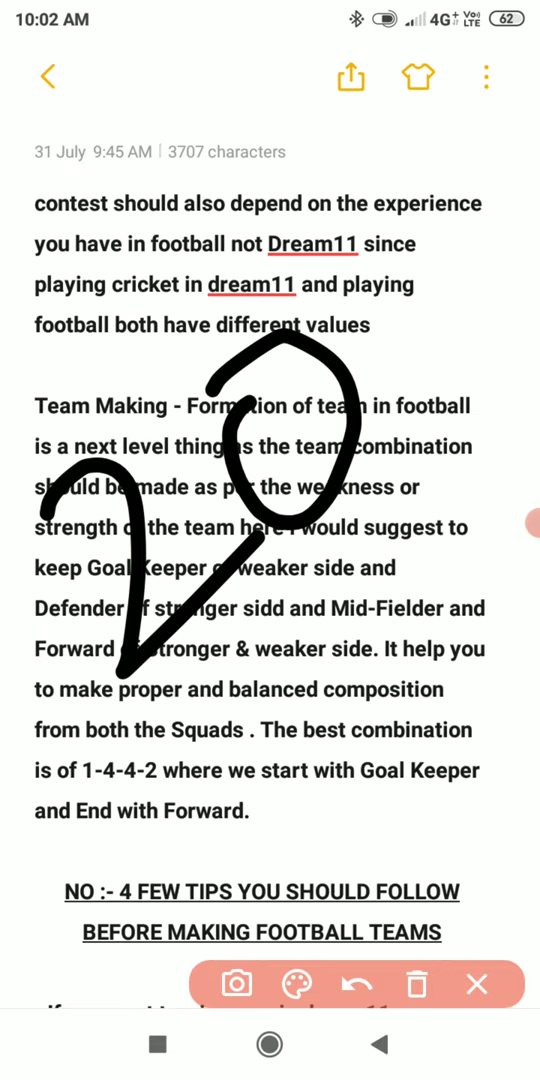 10:02 AM 4G+ Vo) LTE 62
31 July 9:45 AM | 3707 characters
contest should also depend on the experience
you have in football not Dream11 since
playing cricket in dream11 and playing
football both have different values
Team Making - Formation of team in football
is a next level thing as the team combination
should be made as per the weakness or
strength of the team here I would suggest to
keep Goal Keeper of weaker side and
Defender of stronger sidd and Mid-Fielder and
Forward of stronger & weaker side. It help you
to make proper and balanced composition
from both the Squads . The best combination
is of 1-4-4-2 where we start with Goal Keeper
and End with Forward.
NO :- 4 FEW TIPS YOU SHOULD FOLLOW
BEFORE MAKING FOOTBALL TEAMS